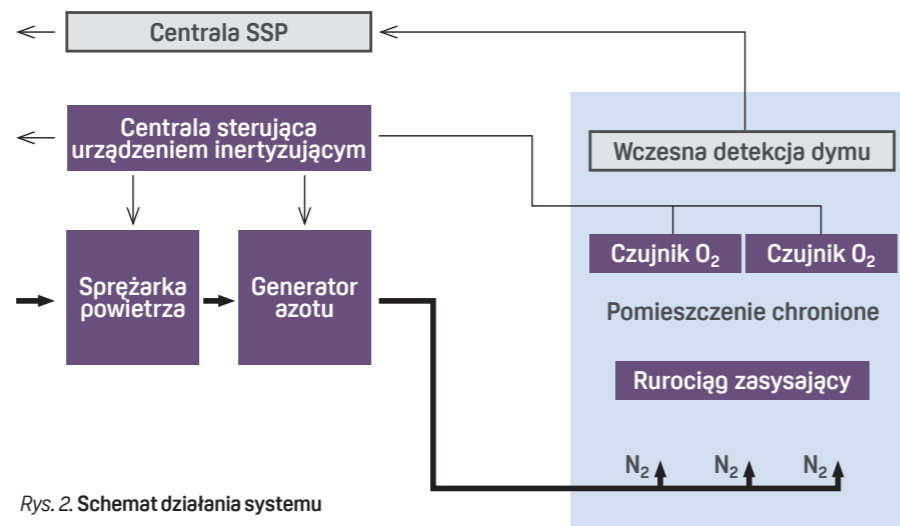 Centrala SSP
Centrala sterująca
urządzeniem inertyzującym
Wczesna detekcja dymu
Czujnik O₂
Czujnik O₂
Sprężarka
powietrza
Generator
azotu
Pomieszczenie chronione
Rurociąg zasysający
N₂
N₂
N₂
Rys. 2. Schemat działania systemu